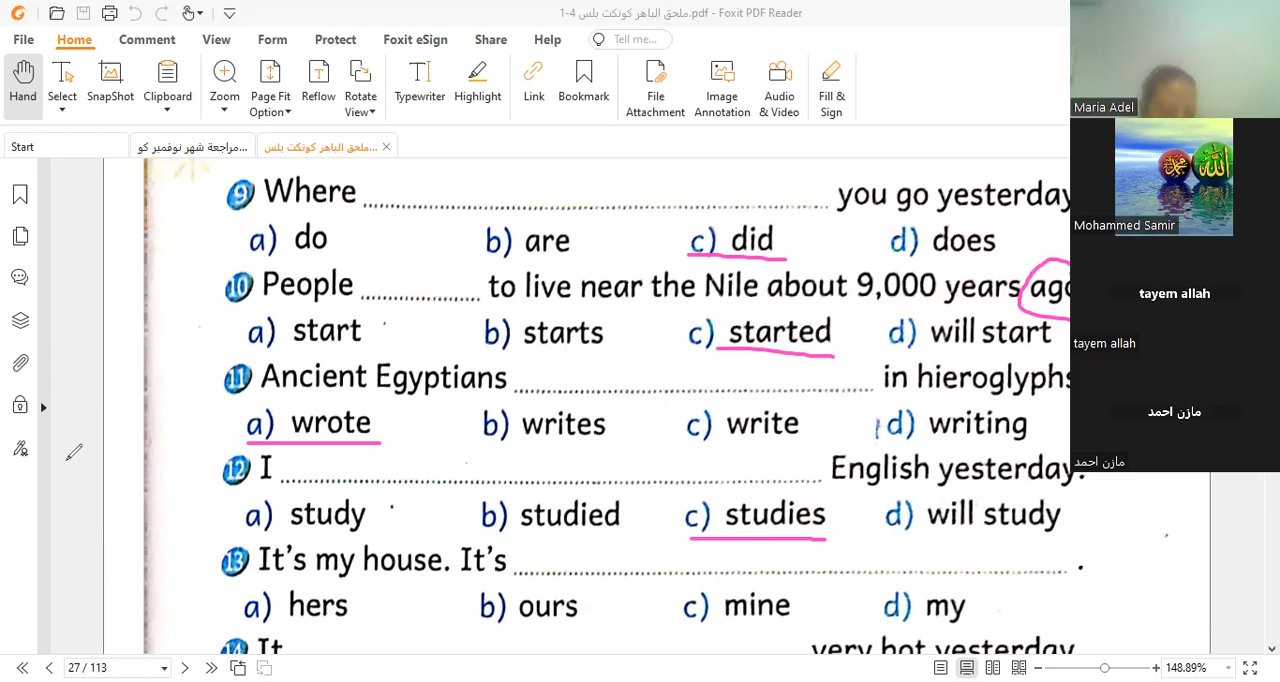 ملحق الباهر كونكت بلس 4-1.pdf - Foxit PDF Reader
File Home Comment View Form Protect Foxit eSign Share Help Tell me...
Hand Select SnapShot Clipboard Zoom Page Fit Option Reflow Rotate View Typewriter Highlight Link Bookmark File Attachment Image Annotation Audio & Video Fill & Sign
Start مراجعة شهر نوفمبر كو... ملحق الباهر كونكت بلس...
9 Where ........ you go yesterday
a) do b) are c) did d) does
10 People ........ to live near the Nile about 9,000 years ago
a) start b) starts c) started d) will start
11 Ancient Egyptians ........ in hieroglyphs
a) wrote b) writes c) write d) writing
12 I ........ English yesterday.
a) study b) studied c) studies d) will study
13 It's my house. It's ........ .
a) hers b) ours c) mine d) my
14 It ........ very hot yesterday
27 / 113
148.89%
Maria Adel
Mohammed Samir
tayem allah
tayem allah
مازن احمد
مازن احمد
الله
محمد